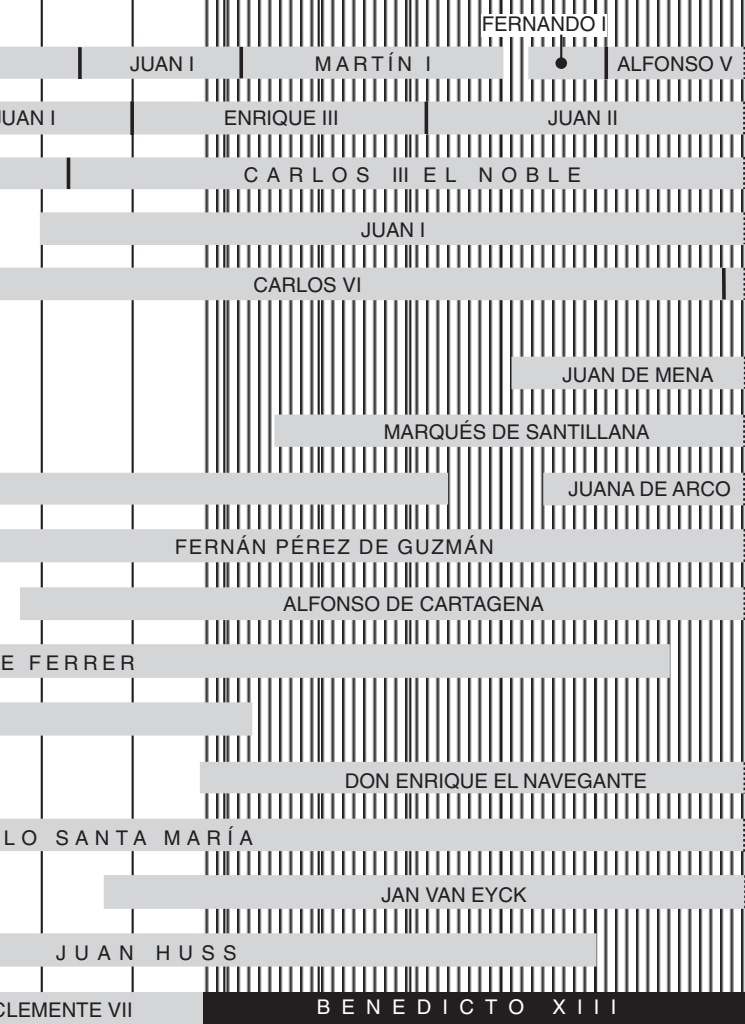 FERNANDO I
JUAN I MARTÍN I ALFONSO V
JUAN I ENRIQUE III JUAN II
CARLOS III EL NOBLE
JUAN I
CARLOS VI
JUAN DE MENA
MARQUÉS DE SANTILLANA
JUANA DE ARCO
FERNÁN PÉREZ DE GUZMÁN
ALFONSO DE CARTAGENA
E FERRER
DON ENRIQUE EL NAVEGANTE
LO SANTA MARÍA
JAN VAN EYCK
JUAN HUSS
CLEMENTE VII BENEDICTO XIII